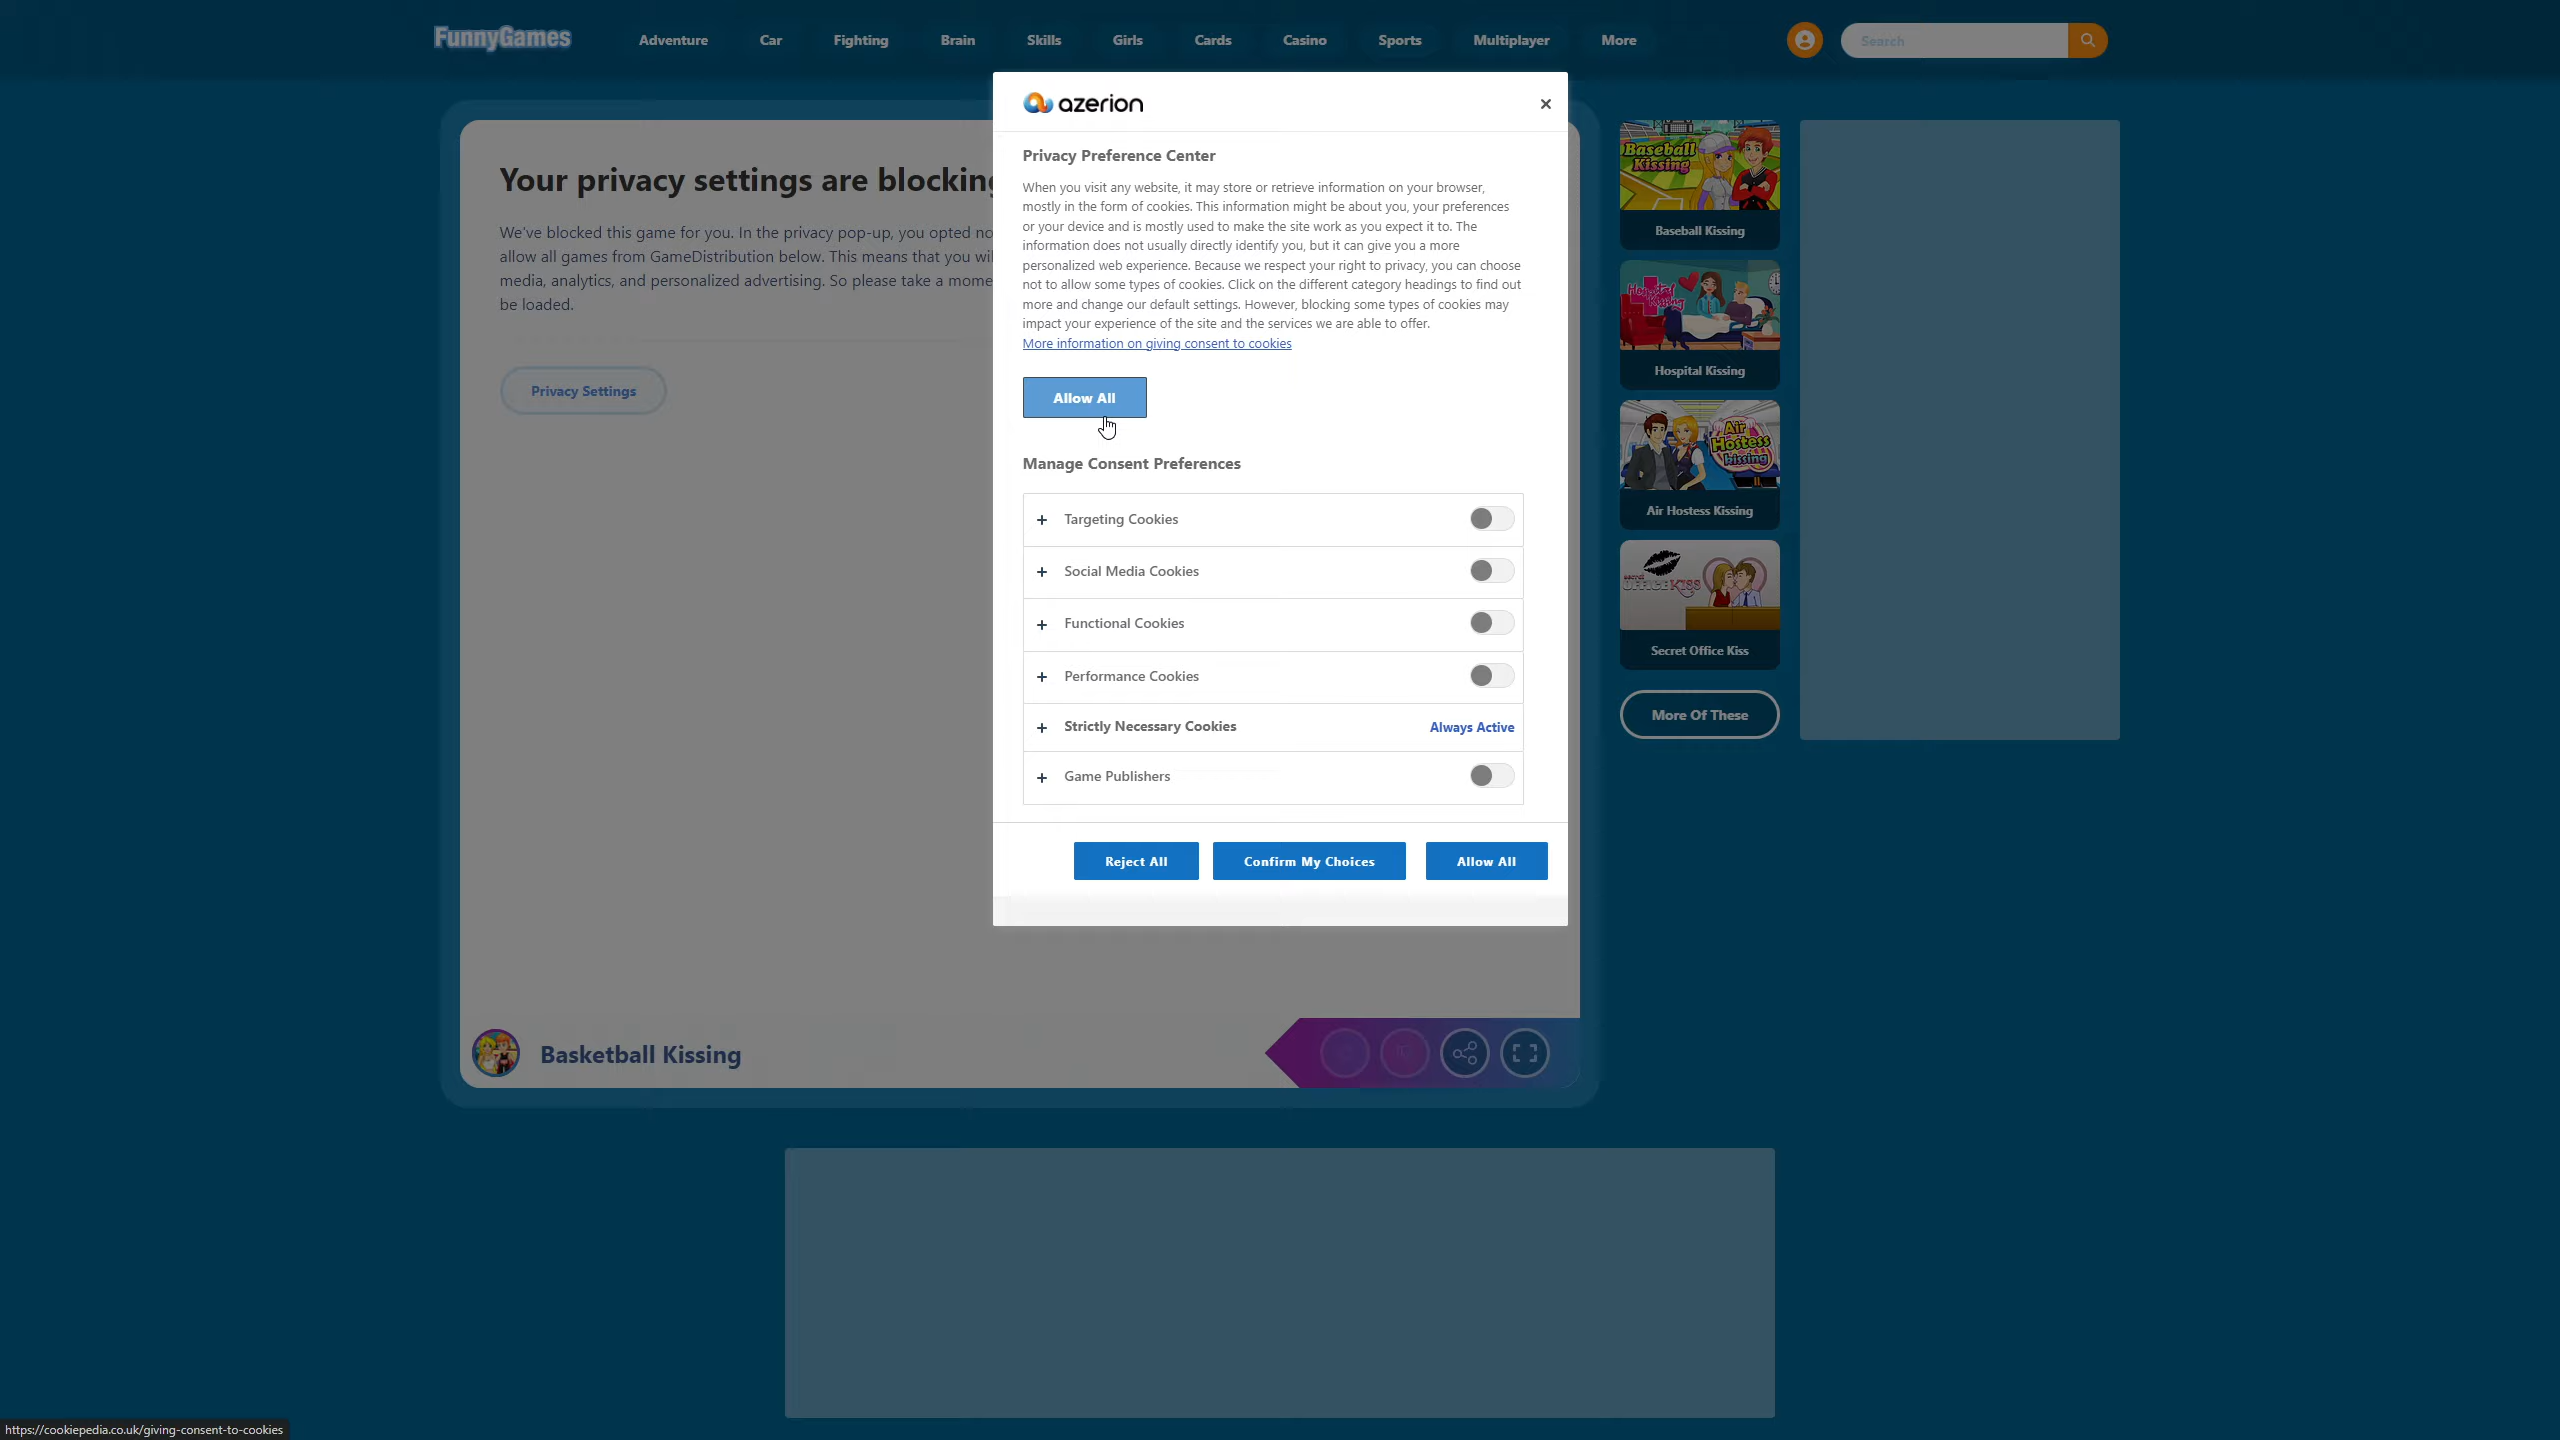 FunnyGames
Adventure
Car
Fighting
Brain
Skills
Girls
Cards
Casino
Sports
Multiplayer
More
Search
azerion
Privacy Preference Center
When you visit any website, it may store or retrieve information on your browser,
mostly in the form of cookies. This information might be about you, your preferences
or your device and is mostly used to make the site work as you expect it to. The
information does not usually directly identify you, but it can give you a more
personalized web experience. Because we respect your right to privacy, you can choose
not to allow some types of cookies. Click on the different category headings to find out
more and change our default settings. However, blocking some types of cookies may
impact your experience of the site and the services we are able to offer.
More information on giving consent to cookies
Allow All
Manage Consent Preferences
Targeting Cookies
Social Media Cookies
Functional Cookies
Performance Cookies
Strictly Necessary Cookies
Always Active
Game Publishers
Reject All
Confirm My Choices
Allow All
Your privacy settings are blocking
We've blocked this game for you. In the privacy pop-up, you opted
allow all games from GameDistribution below. This means that you
media, analytics, and personalized advertising. So please take a
be loaded.
Privacy Settings
Basketball Kissing
Baseball
Kissing
Baseball Kissing
Hospital
Kissing
Hospital Kissing
Air
Hostess
kissing
Air Hostess Kissing
SECRET
OFFICE KISS
Secret Office Kiss
More Of These
https://cookiepedia.co.uk/giving-consent-to-cookies